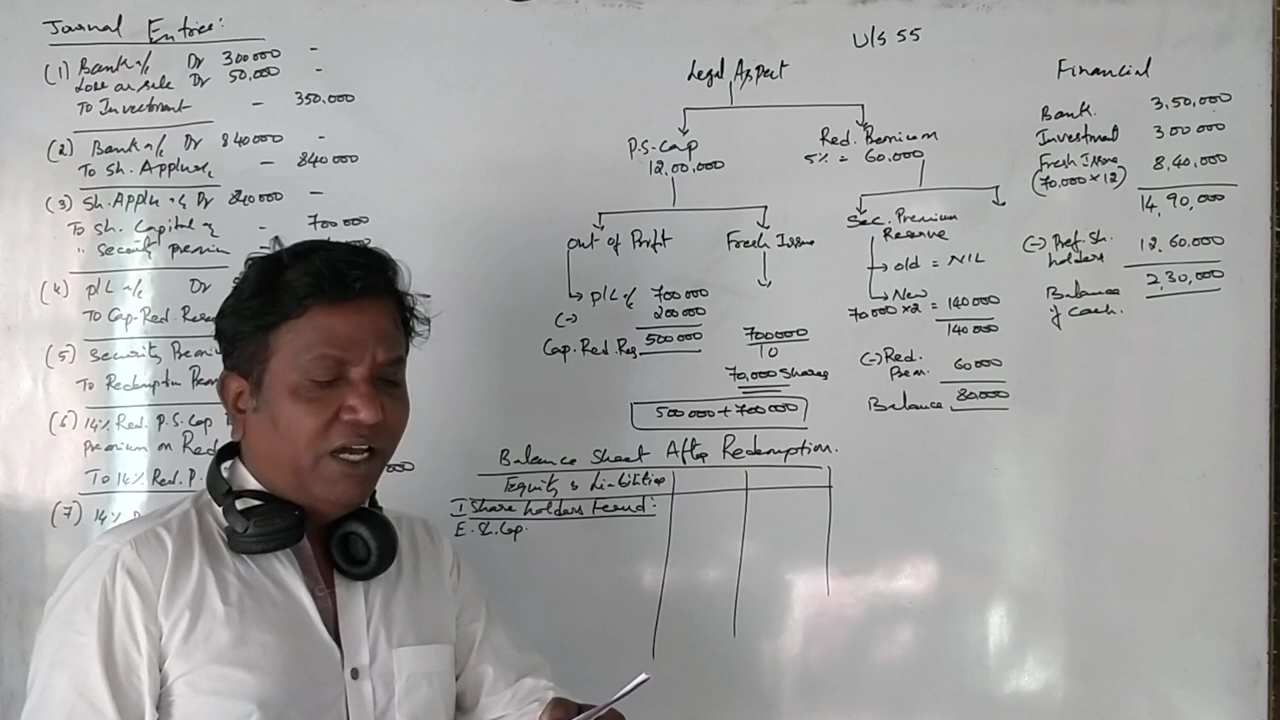 Journal Entries:
(1) Bank a/c Dr 300000 -
Loss on sale Dr 50,000 -
To Investment - 350,000
(2) Bank a/c Dr 840000 -
To Sh. Appln a/c - 840000
(3) Sh. Appln a/c Dr 840000 -
To Sh. Capital a/c - 700000
" security premium
(4) P/L a/c Dr
To Cap. Red. Rese
(5) Security Premi
To Redemption Prem
(6) 14% Red. P.S. Cap
Premium on Red
To 14% Red. P.
(7) 14%
U/s 55
Legal Aspect
P.S. Cap
12,00,000
Red. Premium
5% = 60,000
out of Profit
Fresh Issue
P/L a/c 700000
(-) 200000
Cap. Red. Res. 500000
700000
10
70,000 Shares
500000 + 700000
Sec. Premium
Reserve
old = NIL
New
70000 x 2 = 140000
140000
(-) Red.
Prem. 60000
Balance 80000
Financial
Bank. 3,50,000
Investment 300000
Fresh Issue 8,40,000
(70,000 x 12)
14,90,000
(-) Pref. Sh. 12,60,000
holders
2,30,000
Balance
of cash.
Balance Sheet After Redemption.
Equity & Liabilities
I Share holders Fund:
E. Sh. Cap.